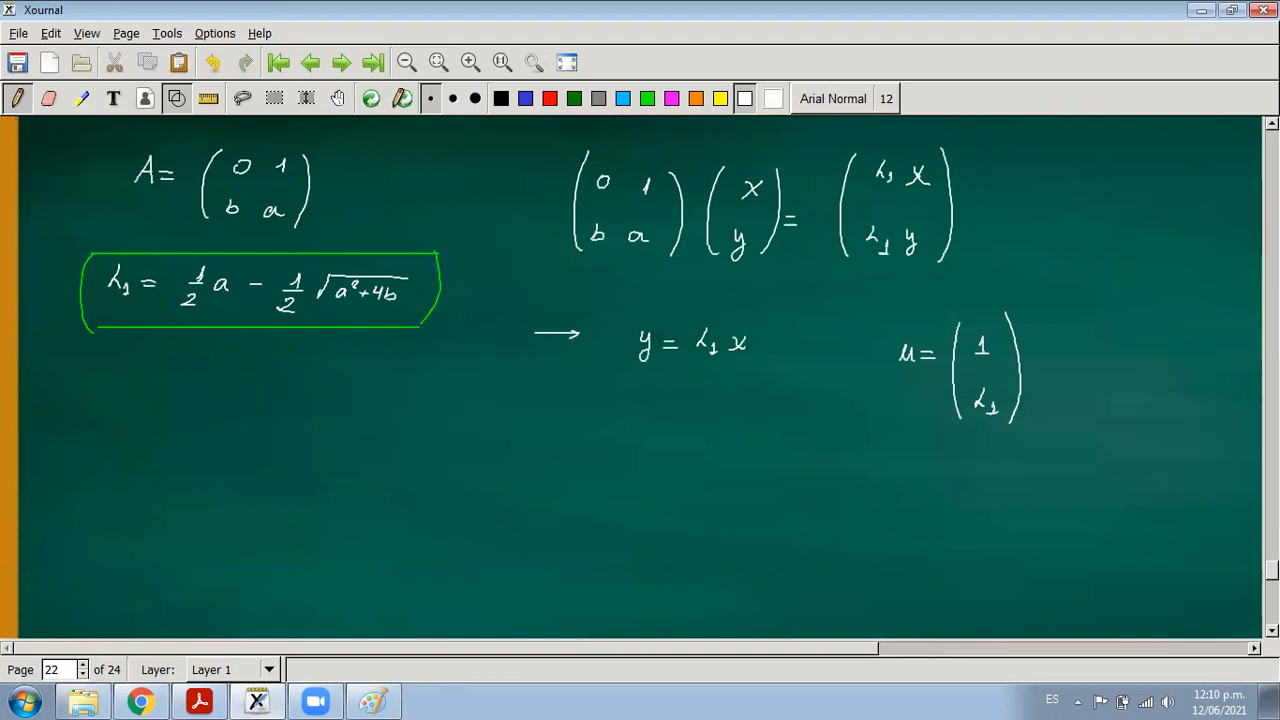 Xournal
File Edit View Page Tools Options Help
Arial Normal 12
A = ( 0 1
b a )
( 0 1
b a ) ( x
y ) = ( λ₁ x
λ₁ y )
λ₁ = 1/2 a - 1/2 √(a²+4b)
→ y = λ₁ x
u = ( 1
λ₁ )
Page 22 of 24 Layer: Layer 1
ES 12:10 p.m.
12/06/2021